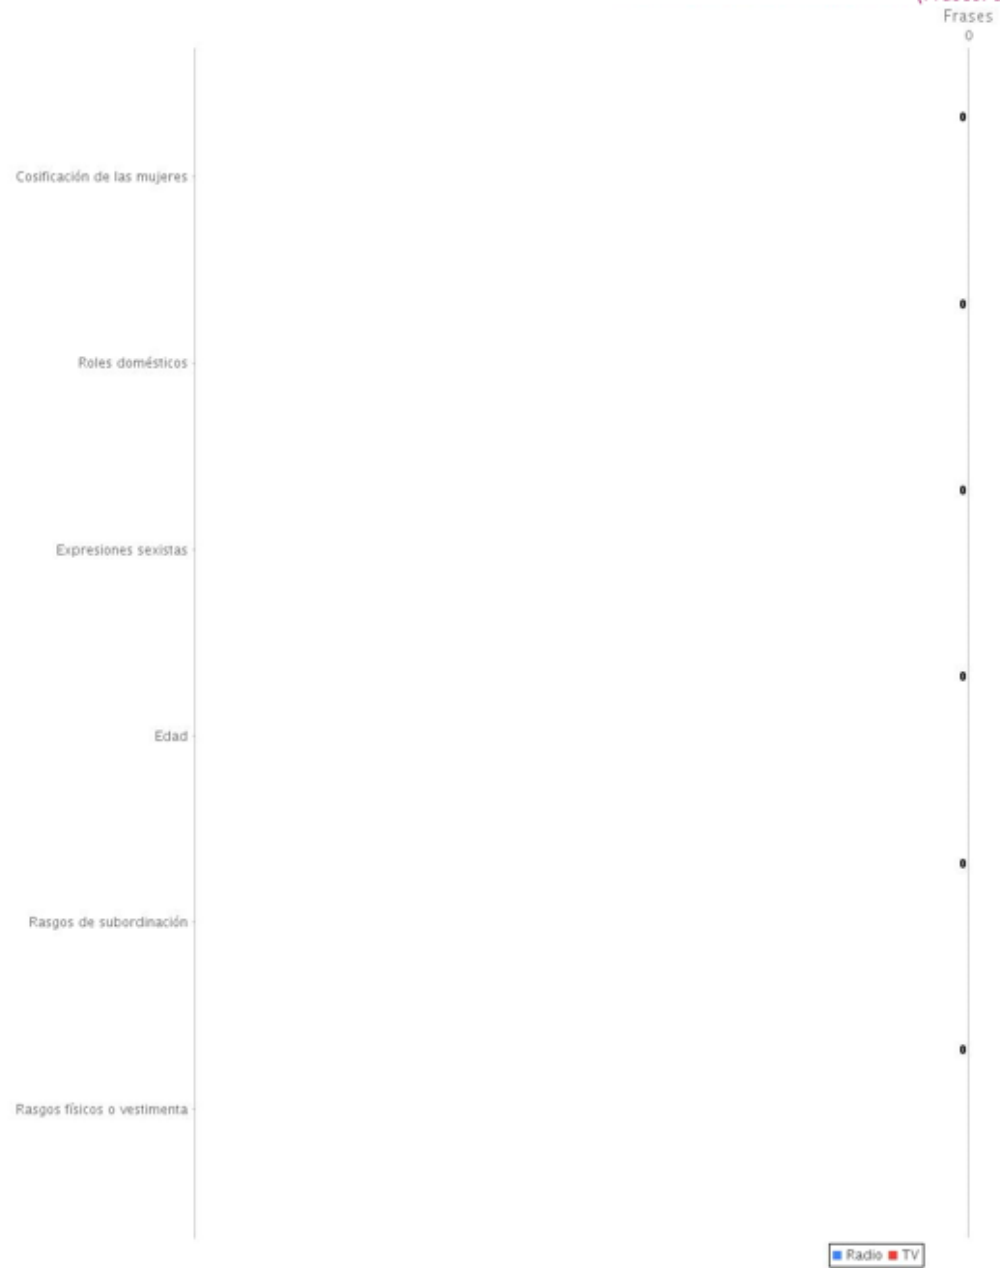 Frases
0
0
Cosificación de las mujeres
0
Roles domésticos
0
Expresiones sexistas
0
Edad
0
Rasgos de subordinación
0
Rasgos físicos o vestimenta
Radio TV